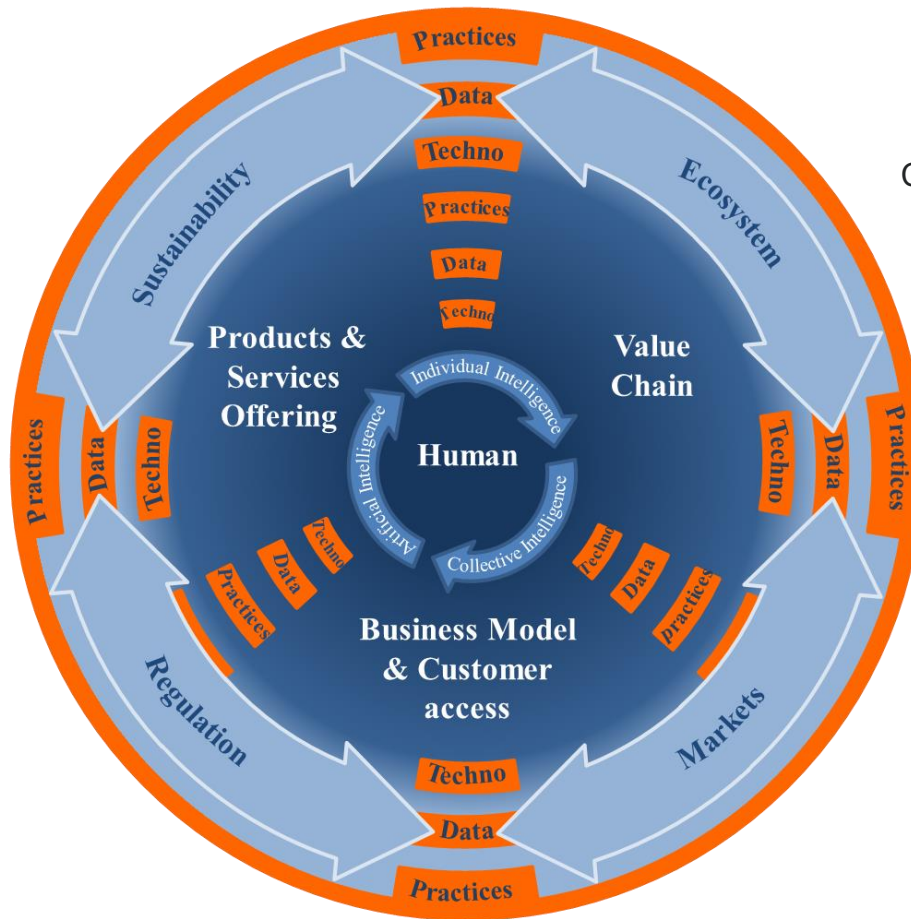 Practices
Data
Techno
Practices
Data
Techno
Sustainability
Ecosystem
Products &
Services
Offering
Value
Chain
Individual Intelligence
Human
Artificial Intelligence
Collective Intelligence
Practices
Data
Techno
Techno
Data
Practices
Techno
Data
Practices
Techno
Data
practices
Business Model
& Customer
access
Regulation
Markets
Techno
Data
Practices